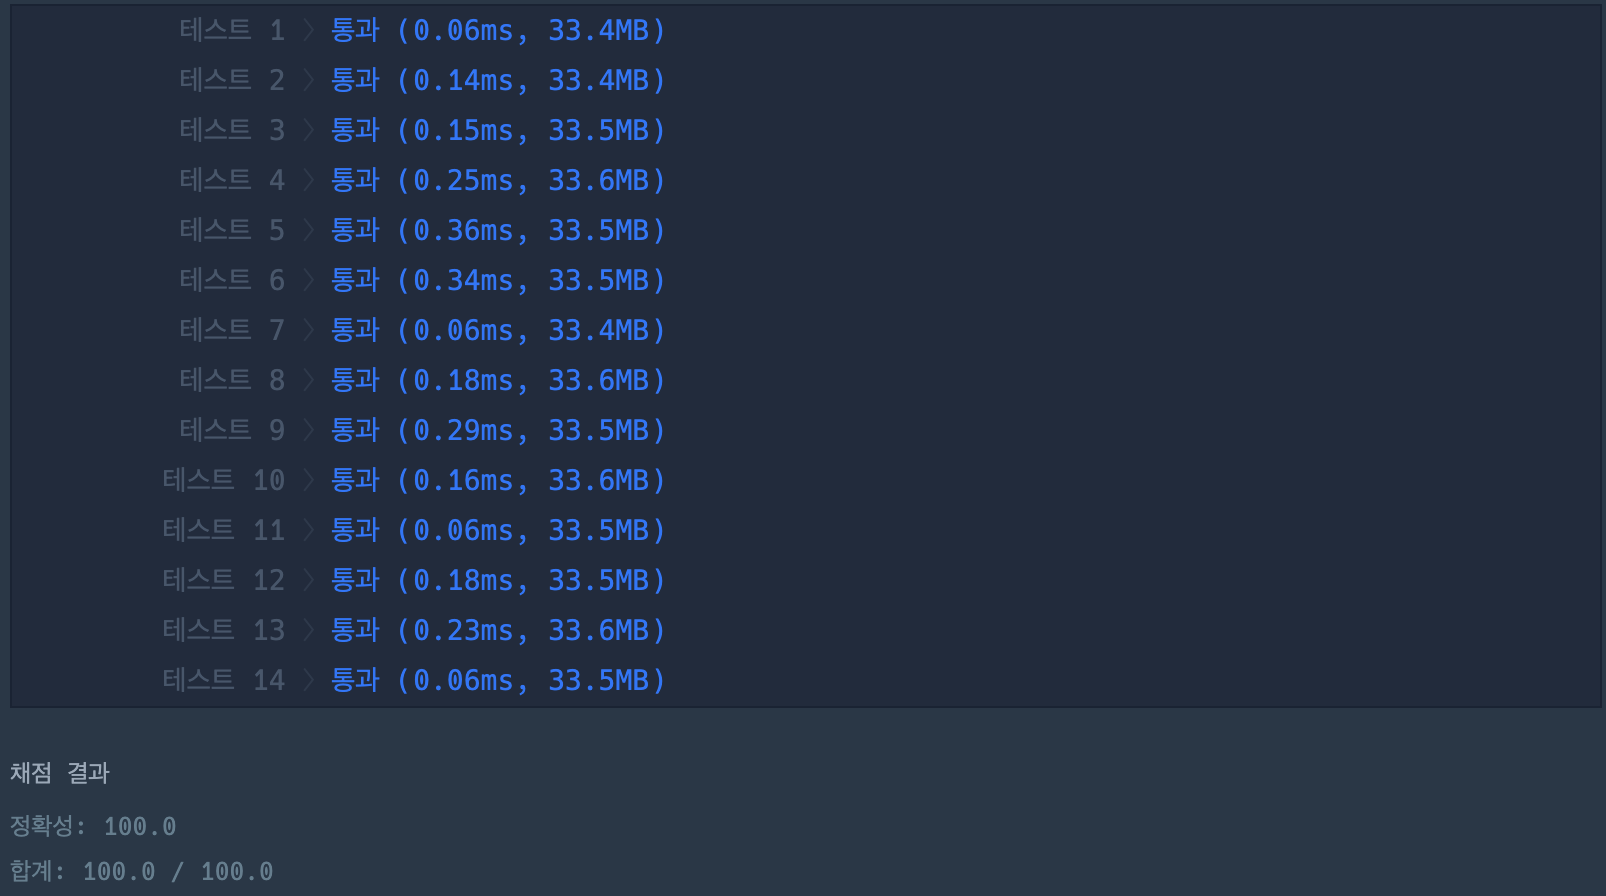 테스트 1 〉 통과 (0.06ms, 33.4MB)
테스트 2 〉 통과 (0.14ms, 33.4MB)
테스트 3 〉 통과 (0.15ms, 33.5MB)
테스트 4 〉 통과 (0.25ms, 33.6MB)
테스트 5 〉 통과 (0.36ms, 33.5MB)
테스트 6 〉 통과 (0.34ms, 33.5MB)
테스트 7 〉 통과 (0.06ms, 33.4MB)
테스트 8 〉 통과 (0.18ms, 33.6MB)
테스트 9 〉 통과 (0.29ms, 33.5MB)
테스트 10 〉 통과 (0.16ms, 33.6MB)
테스트 11 〉 통과 (0.06ms, 33.5MB)
테스트 12 〉 통과 (0.18ms, 33.5MB)
테스트 13 〉 통과 (0.23ms, 33.6MB)
테스트 14 〉 통과 (0.06ms, 33.5MB)
채점 결과
정확성: 100.0
합계: 100.0 / 100.0